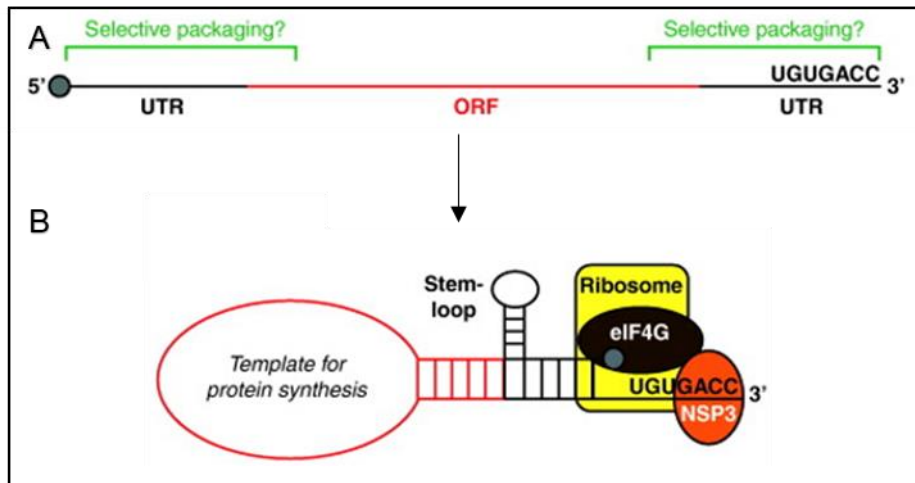 A
Selective packaging?
Selective packaging?
UGUGACC
5’
3’
UTR
ORF
UTR
B
Stem-
loop
Ribosome
eIF4G
Template for
protein synthesis
UGUGACC
3’
NSP3